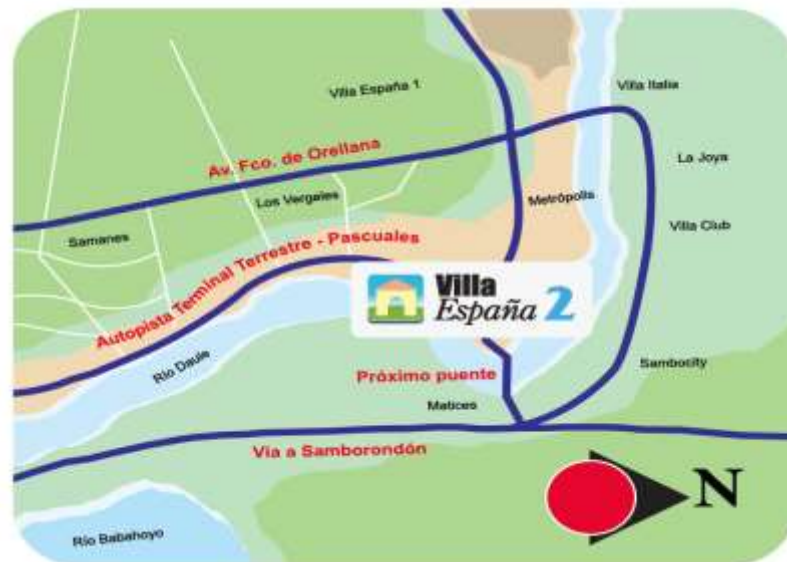 Villa España 1
Villa Italia
Av. Fco. de Orellana
La Joya
Los Vergeles
Metrópolis
Samanes
Villa Club
Autopista Terminal Terrestre - Pascuales
Villa
España 2
Río Daule
Próximo puente
Sambocity
Matices
Via a Samborondón
N
Río Babahoyo